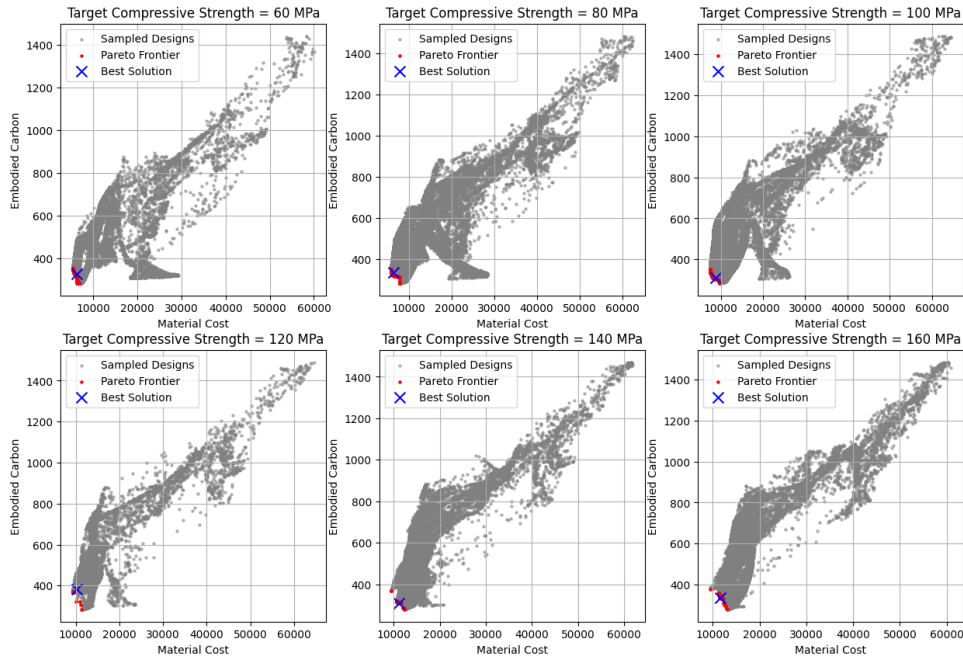 Target Compressive Strength = 60 MPa
Sampled Designs
Pareto Frontier
Best Solution
1400
1200
1000
800
600
400
Embodied Carbon
10000 20000 30000 40000 50000 60000
Material Cost
Target Compressive Strength = 80 MPa
Sampled Designs
Pareto Frontier
Best Solution
1400
1200
1000
800
600
400
Embodied Carbon
10000 20000 30000 40000 50000 60000
Material Cost
Target Compressive Strength = 100 MPa
Sampled Designs
Pareto Frontier
Best Solution
1400
1200
1000
800
600
400
Embodied Carbon
10000 20000 30000 40000 50000 60000
Material Cost
Target Compressive Strength = 120 MPa
Sampled Designs
Pareto Frontier
Best Solution
1400
1200
1000
800
600
400
Embodied Carbon
10000 20000 30000 40000 50000 60000
Material Cost
Target Compressive Strength = 140 MPa
Sampled Designs
Pareto Frontier
Best Solution
1400
1200
1000
800
600
400
Embodied Carbon
10000 20000 30000 40000 50000 60000
Material Cost
Target Compressive Strength = 160 MPa
Sampled Designs
Pareto Frontier
Best Solution
1400
1200
1000
800
600
400
Embodied Carbon
10000 20000 30000 40000 50000 60000
Material Cost